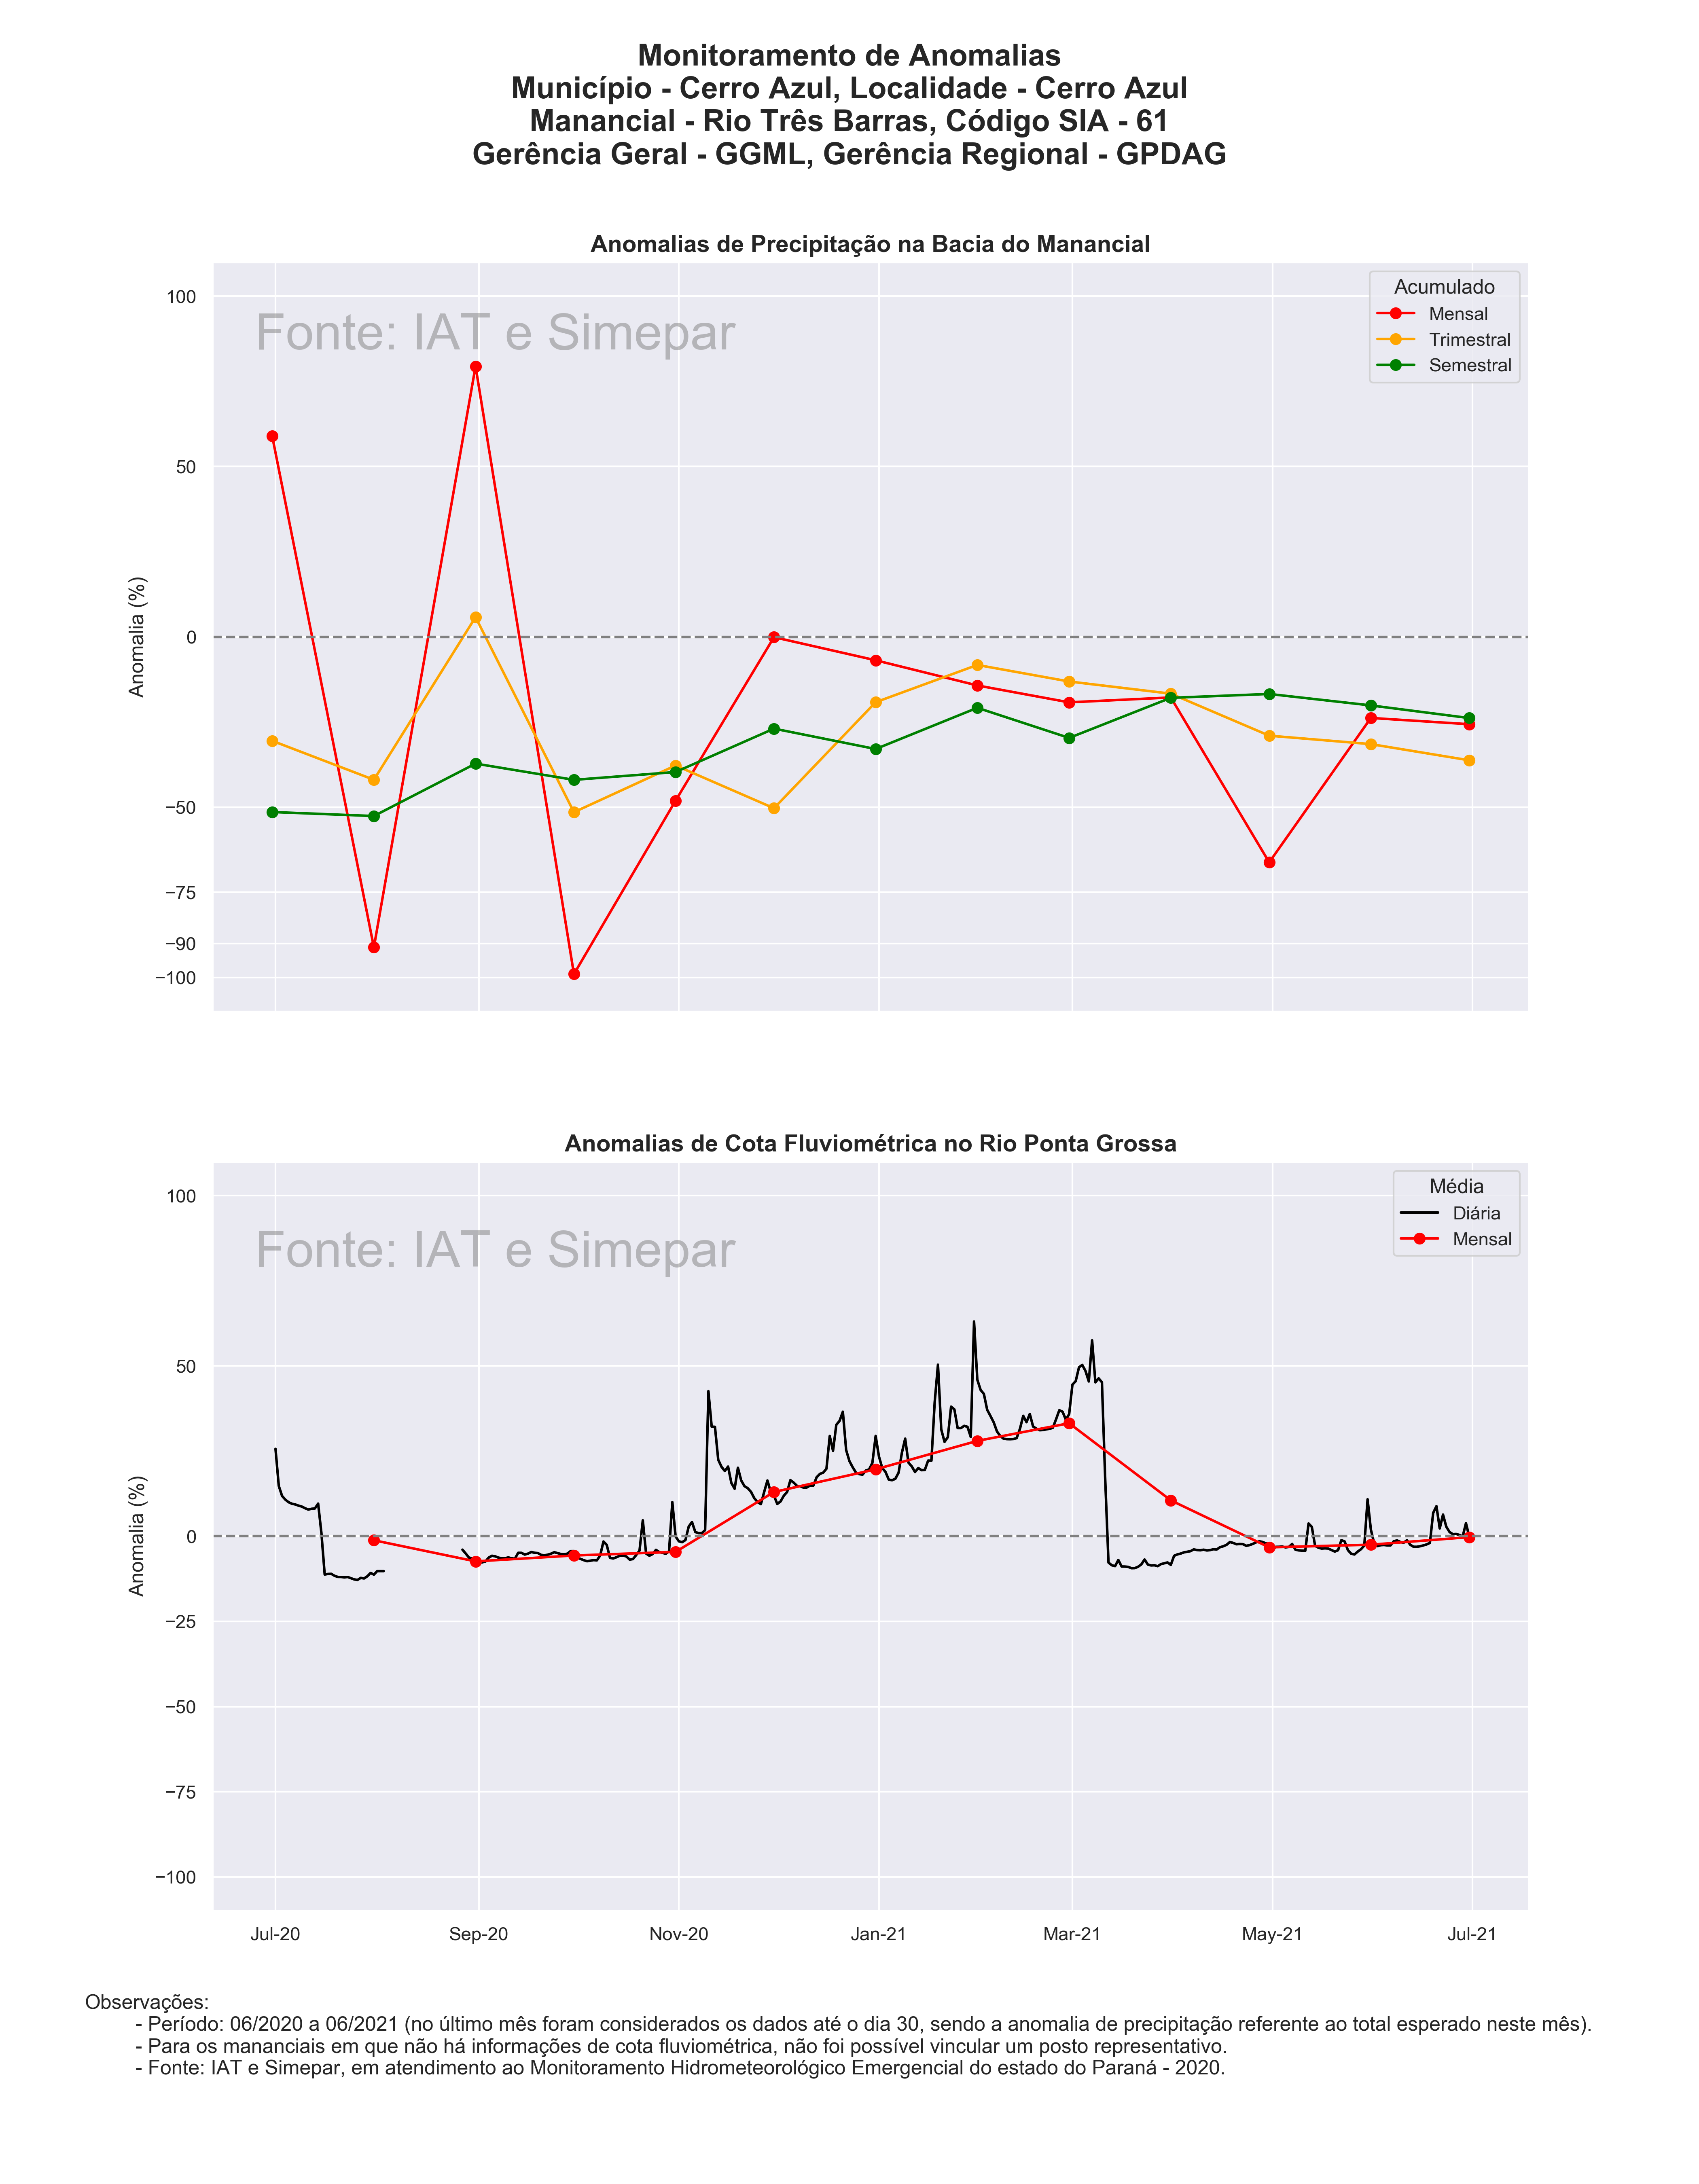 Monitoramento de Anomalias
Município - Cerro Azul, Localidade - Cerro Azul
Manancial - Rio Três Barras, Código SIA - 61
Gerência Geral - GGML, Gerência Regional - GPDAG
Anomalias de Precipitação na Bacia do Manancial
Fonte: IAT e Simepar
Acumulado
Mensal
Trimestral
Semestral
Anomalia (%)
100
50
0
−50
−75
−90
−100
Anomalias de Cota Fluviométrica no Rio Ponta Grossa
Fonte: IAT e Simepar
Média
Diária
Mensal
Anomalia (%)
100
50
0
−25
−50
−75
−100
Jul-20 Sep-20 Nov-20 Jan-21 Mar-21 May-21 Jul-21
Observações:
- Período: 06/2020 a 06/2021 (no último mês foram considerados os dados até o dia 30, sendo a anomalia de precipitação referente ao total esperado neste mês).
- Para os mananciais em que não há informações de cota fluviométrica, não foi possível vincular um posto representativo.
- Fonte: IAT e Simepar, em atendimento ao Monitoramento Hidrometeorológico Emergencial do estado do Paraná - 2020.